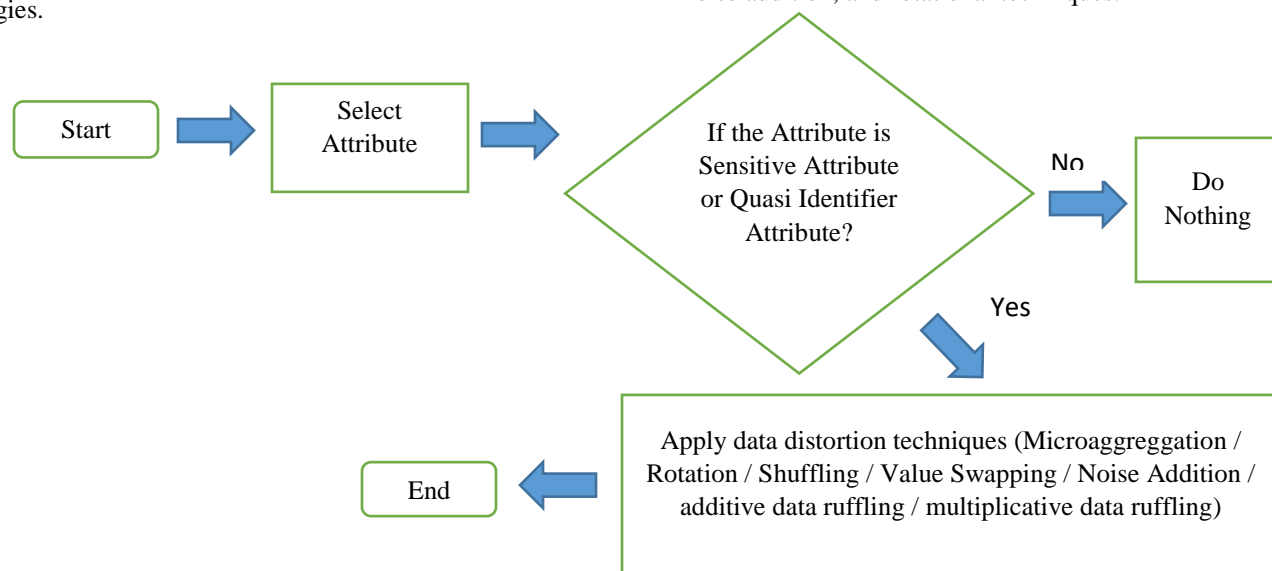 gies.
Start
Select
Attribute
If the Attribute is
Sensitive Attribute
or Quasi Identifier
Attribute?
No
Do
Nothing
Yes
Apply data distortion techniques (Microaggreggation /
Rotation / Shuffling / Value Swapping / Noise Addition /
additive data ruffling / multiplicative data ruffling)
End